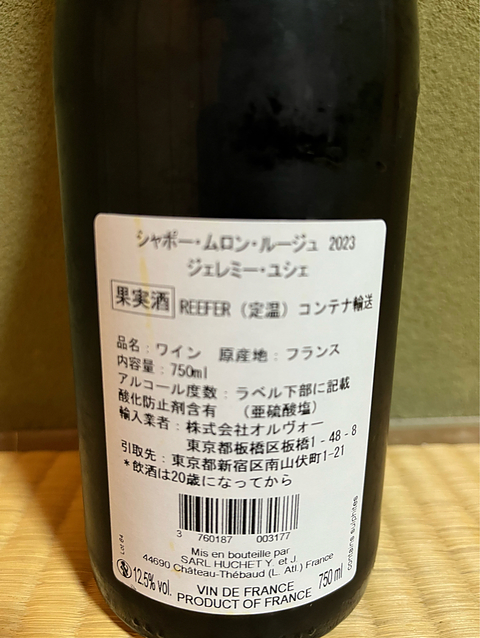 シャポー・ムロン・ルージュ 2023
ジェレミー・ユシェ
果実酒 REEFER（定温）コンテナ輸送
品名：ワイン 原産地：フランス
内容量：750ml
アルコール度数：ラベル下部に記載
酸化防止剤含有 （亜硫酸塩）
輸入業者：株式会社オルヴォー
東京都板橋区板橋1-48-8
引取先：東京都新宿区南山伏町1-21
*飲酒は20歳になってから
3 760187 003177
Mis en bouteille par
SARL HUCHET Y. et J.
44690 Château-Thébaud (L. Atl.) France
12.5% vol. VIN DE FRANCE 750 ml
PRODUCT OF FRANCE
contains sulphites